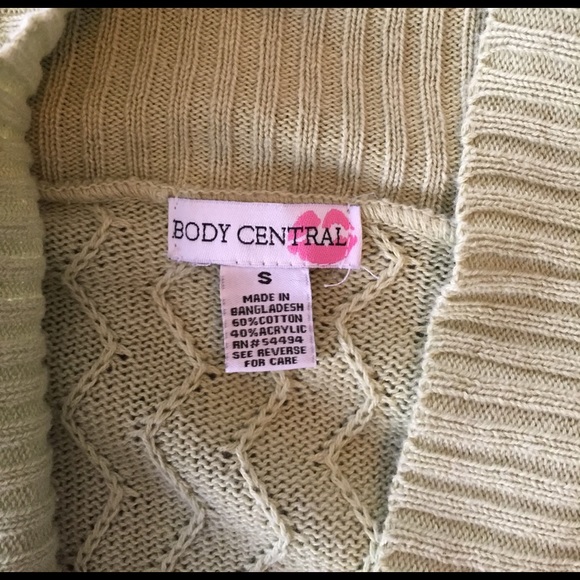 BODY CENTRAL
S
MADE IN
BANGLADESH
60%COTTON
40%ACRYLIC
RN#54494
SEE REVERSE
FOR CARE